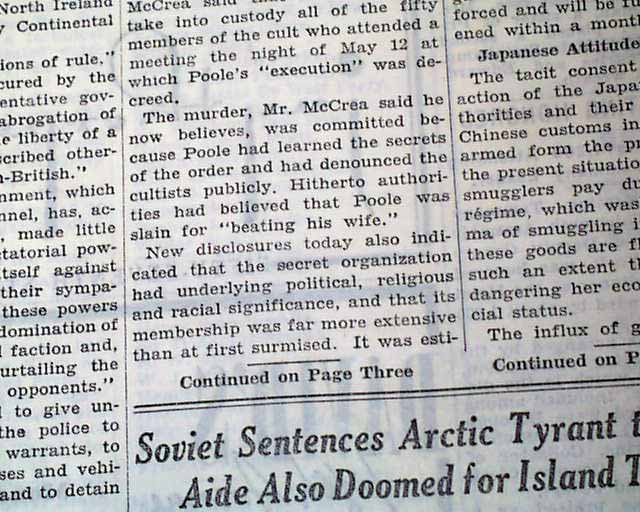 North Ireland
Continental
ions of rule,"
cured by the
entative gov-
abrogation of
e liberty of a
scribed other-
n-British."
nment, which
nnel, has, ac-
, made little
ctatorial pow-
itself against
their sympa-
these powers
domination of
l faction and,
urtailing the
opponents."
l to give un-
the police to
warrants, to
ses and vehi-
and to detain
McCrea said
take into custody all of the fifty
members of the cult who attended a
meeting the night of May 12 at
which Poole's "execution" was de-
creed.
The murder, Mr. McCrea said he
now believes, was committed be-
cause Poole had learned the secrets
of the order and had denounced the
cultists publicly. Hitherto authori-
ties had believed that Poole was
slain for "beating his wife."
New disclosures today also indi-
cated that the secret organization
had underlying political, religious
and racial significance, and that its
membership was far more extensive
than at first surmised. It was esti-
Continued on Page Three
forced and will be
ened within a mont
Japanese Attitude
The tacit consent
action of the Japa
thorities and their
Chinese customs in
armed form the pr
the present situatio
smugglers pay du
régime, which was
ma of smuggling i
these goods are fl
such an extent th
dangering her eco
cial status.
The influx of g
Continued on P
Soviet Sentences Arctic Tyrant t
Aide Also Doomed for Island T